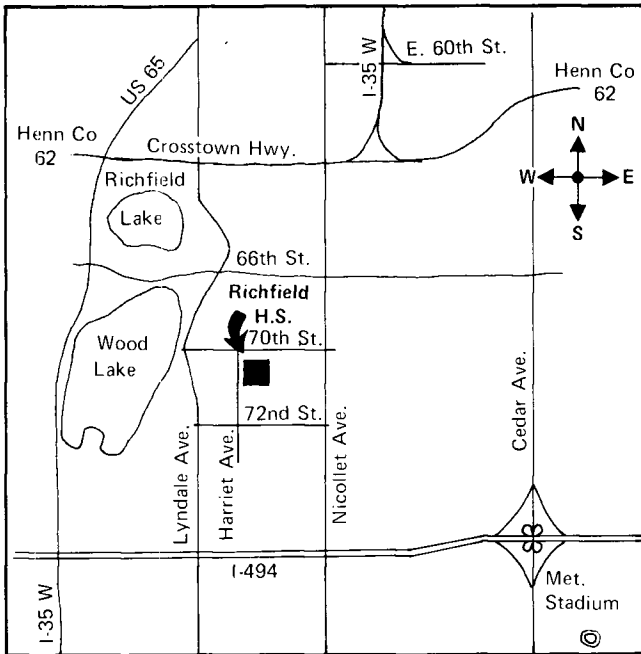 US 65
I-35 W
E. 60th St.
Henn Co
62
Henn Co
62
Crosstown Hwy.
N
W
E
S
Richfield
Lake
66th St.
Richfield
H.S.
70th St.
Wood
Lake
72nd St.
Lyndale Ave.
Harriet Ave.
Nicollet Ave.
Cedar Ave.
I-494
I-35 W
Met.
Stadium